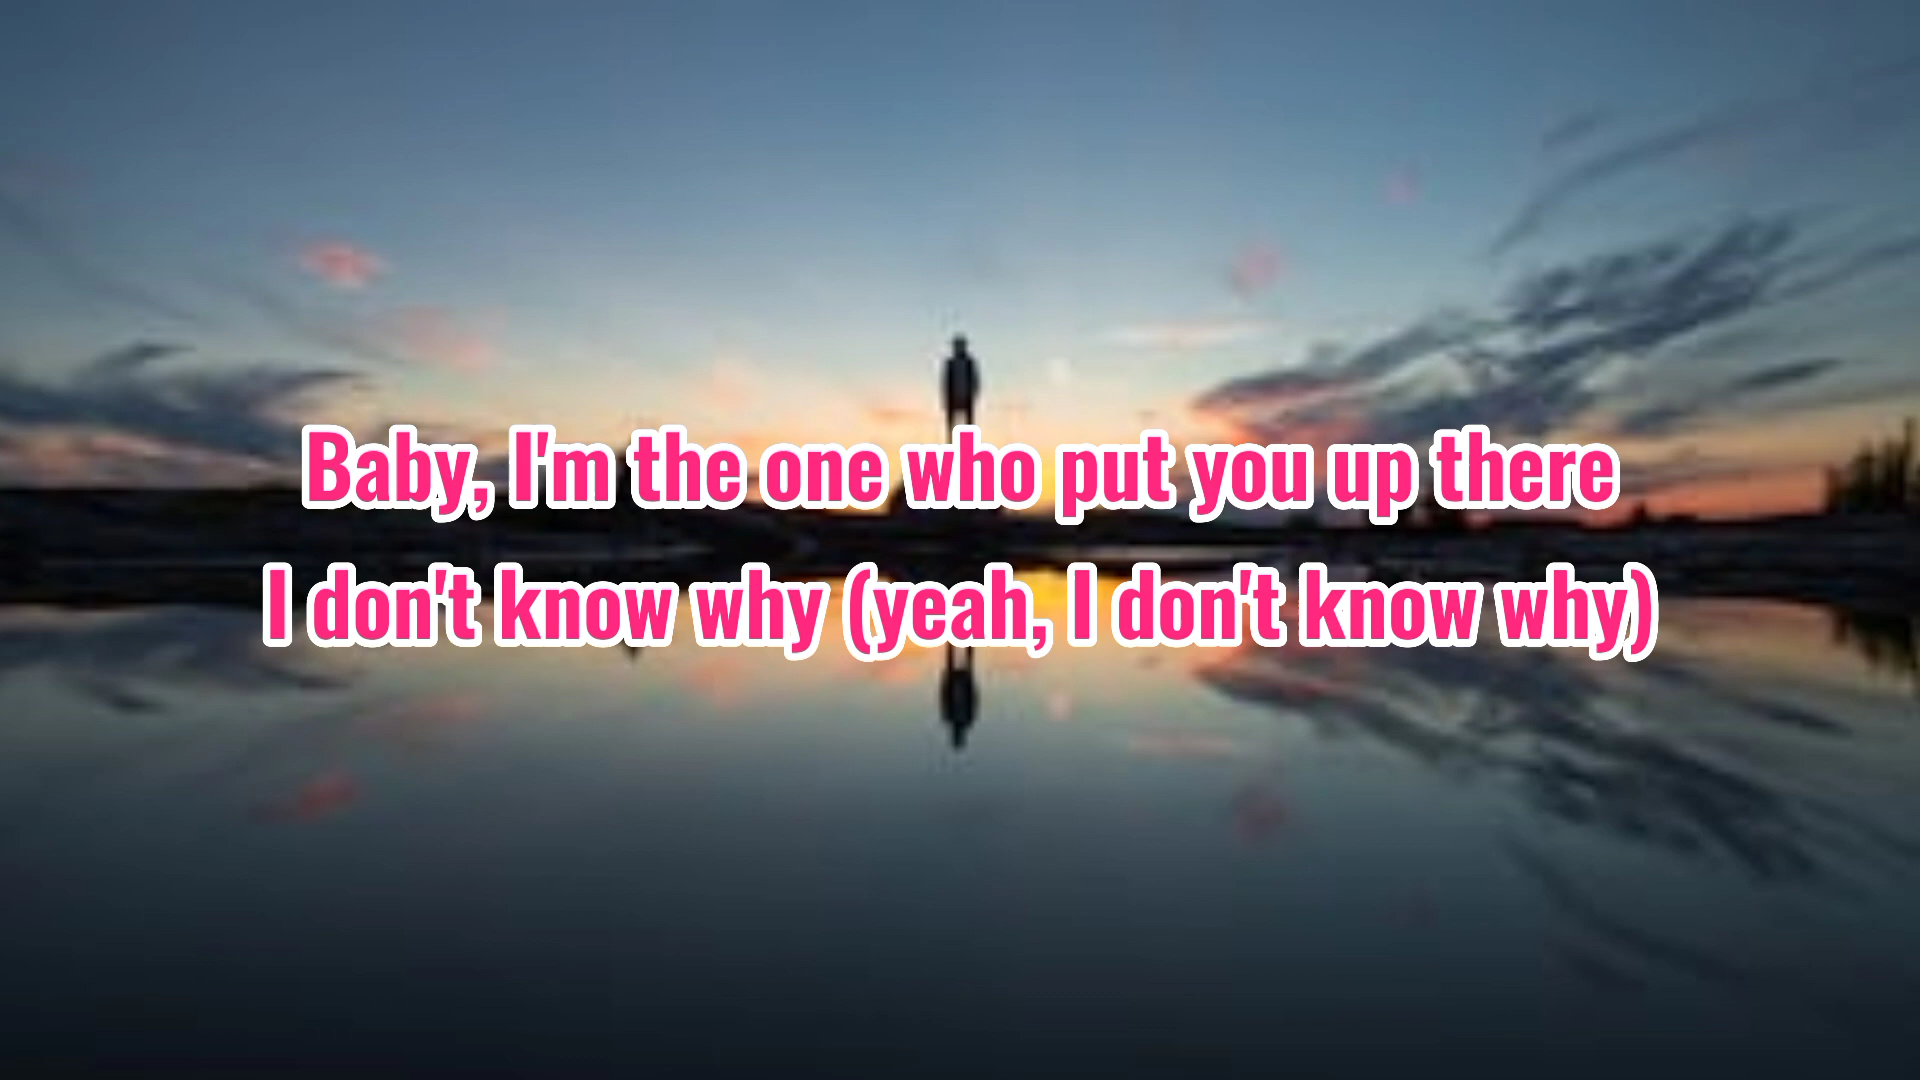 Baby, I'm the one who put you up there
I don't know why (yeah, I don't know why)